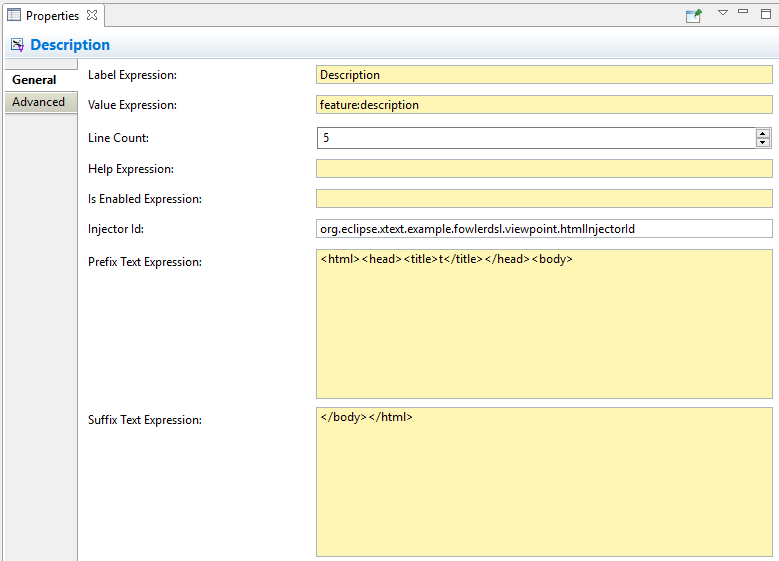 Properties
Description
General
Advanced
Label Expression: Description
Value Expression: feature:description
Line Count: 5
Help Expression:
Is Enabled Expression:
Injector Id: org.eclipse.xtext.example.fowlerdsl.viewpoint.htmlInjectorId
Prefix Text Expression: <html><head><title>t</title></head><body>
Suffix Text Expression: </body></html>